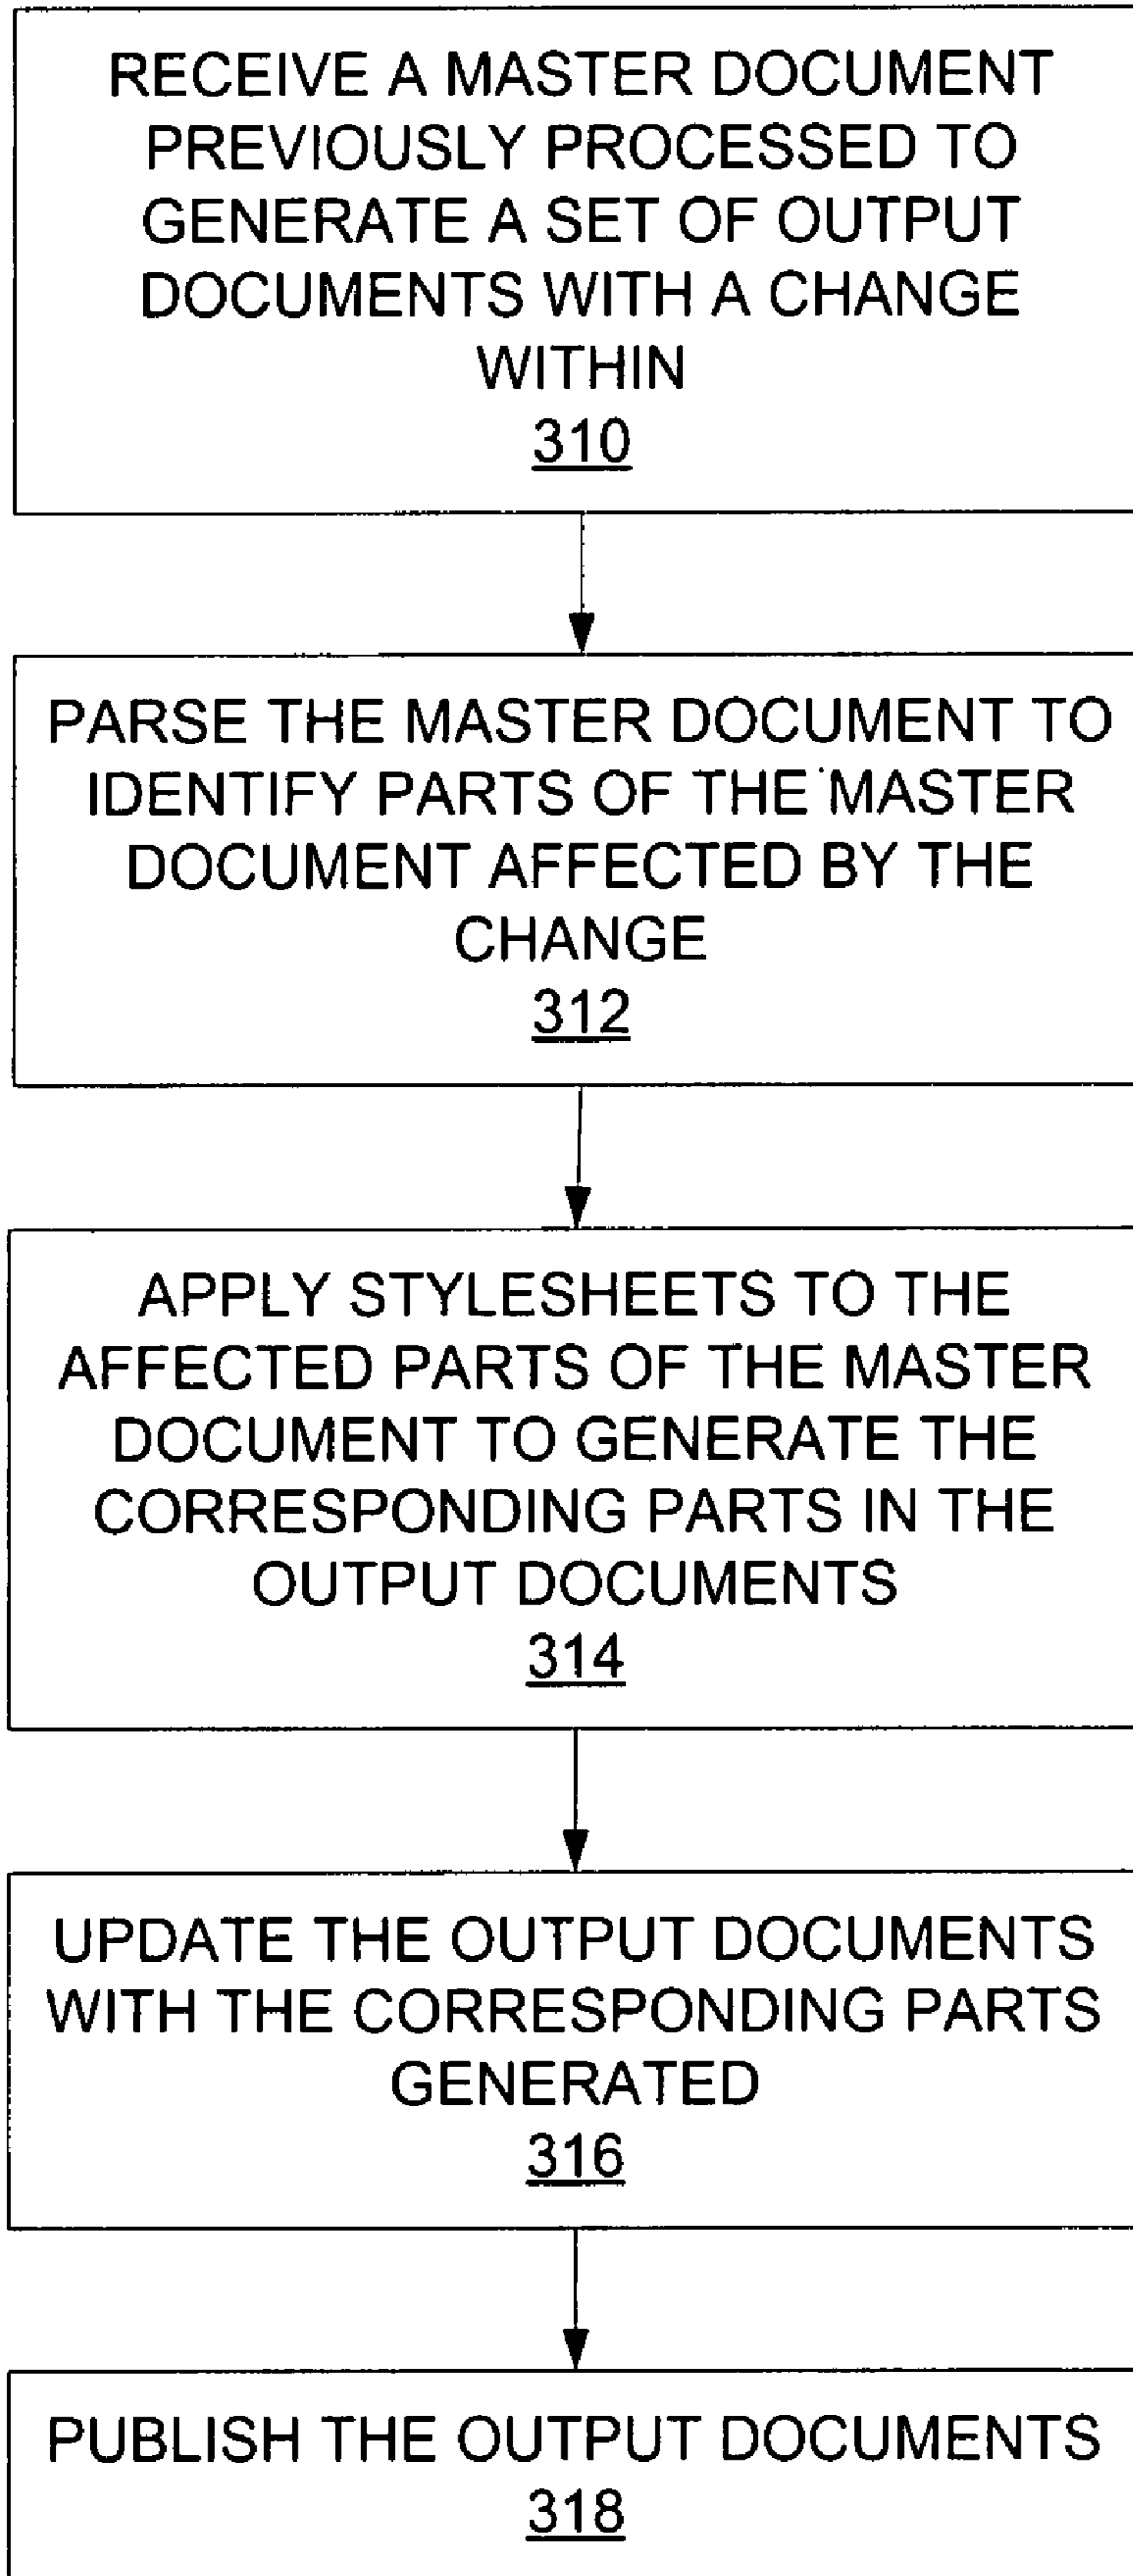 RECEIVE A MASTER DOCUMENT
PREVIOUSLY PROCESSED TO
GENERATE A SET OF OUTPUT
DOCUMENTS WITH A CHANGE
WITHIN
310
PARSE THE MASTER DOCUMENT TO
IDENTIFY PARTS OF THE MASTER
DOCUMENT AFFECTED BY THE
CHANGE
312
APPLY STYLESHEETS TO THE
AFFECTED PARTS OF THE MASTER
DOCUMENT TO GENERATE THE
CORRESPONDING PARTS IN THE
OUTPUT DOCUMENTS
314
UPDATE THE OUTPUT DOCUMENTS
WITH THE CORRESPONDING PARTS
GENERATED
316
PUBLISH THE OUTPUT DOCUMENTS
318